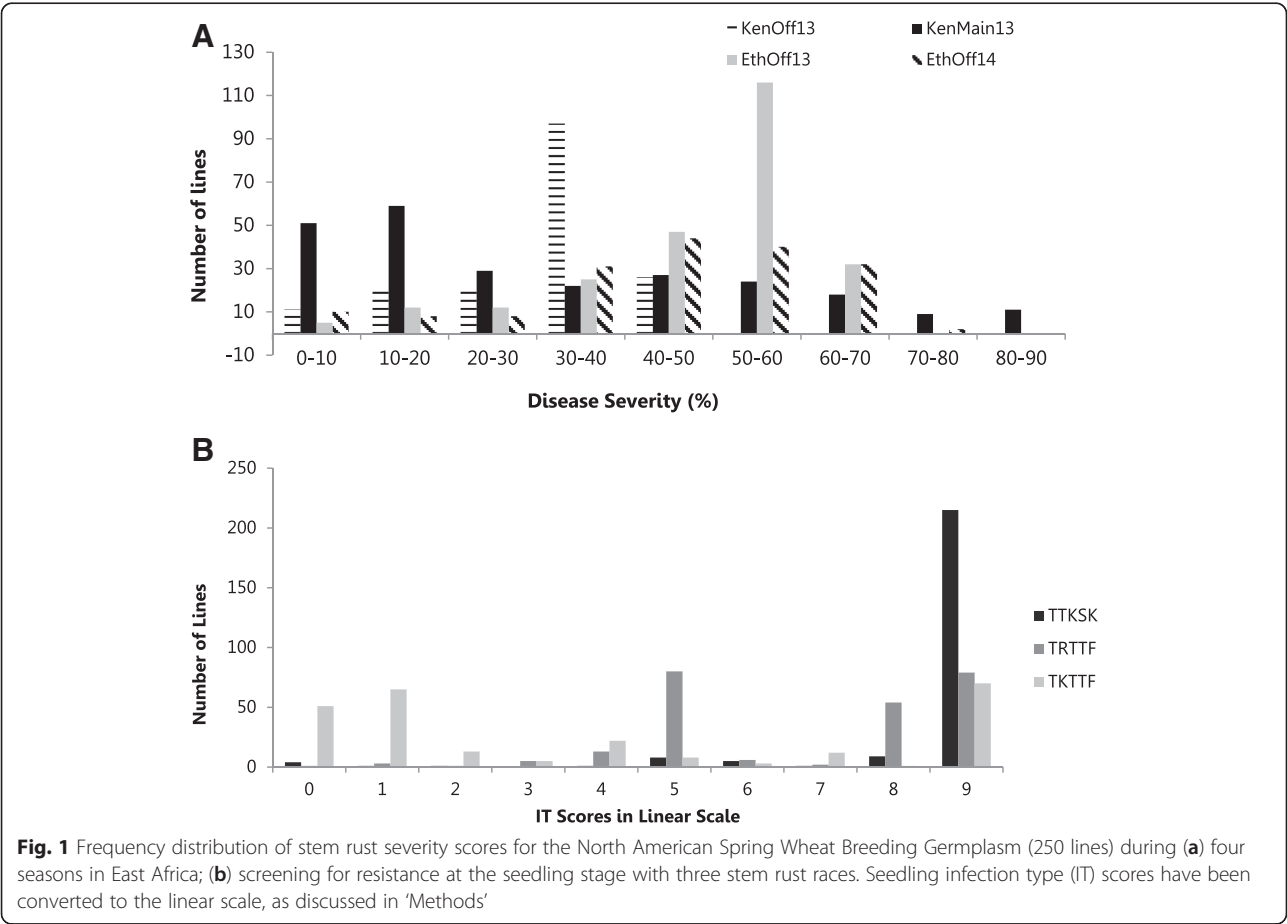 A
KenOff13 KenMain13
EthOff13 EthOff14
130
110
90
70
50
30
10
-10
Number of lines
0-10 10-20 20-30 30-40 40-50 50-60 60-70 70-80 80-90
Disease Severity (%)
B
250
200
150
100
50
0
Number of Lines
TTKSK
TRTTF
TKTTF
0 1 2 3 4 5 6 7 8 9
IT Scores in Linear Scale
Fig. 1 Frequency distribution of stem rust severity scores for the North American Spring Wheat Breeding Germplasm (250 lines) during (a) four
seasons in East Africa; (b) screening for resistance at the seedling stage with three stem rust races. Seedling infection type (IT) scores have been
converted to the linear scale, as discussed in ‘Methods’